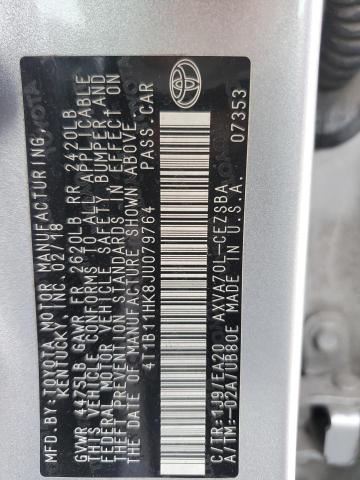 MFD BY: TOYOTA MOTOR MANUFACTURING,
KENTUCKY, INC. 02/18
GVWR 4475LB GAWR FR 2620LB RR 2420LB
THIS VEHICLE CONFORMS TO ALL APPLICABLE
FEDERAL MOTOR VEHICLE SAFETY BUMPER, AND
THEFT PREVENTION STANDARDS IN EFFECT ON
THE DATE OF MANUFACTURE SHOWN ABOVE.
4T1B11HK8JU079764 PASS. CAR
C/TR: 1J9/EA20 AXVA70L-CEZSBA
A/TM: -02A/UB80E MADE IN U.S.A.
07353